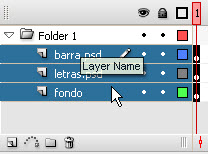 1
Folder 1
barra.psd
letras.psd
Layer Name
fondo